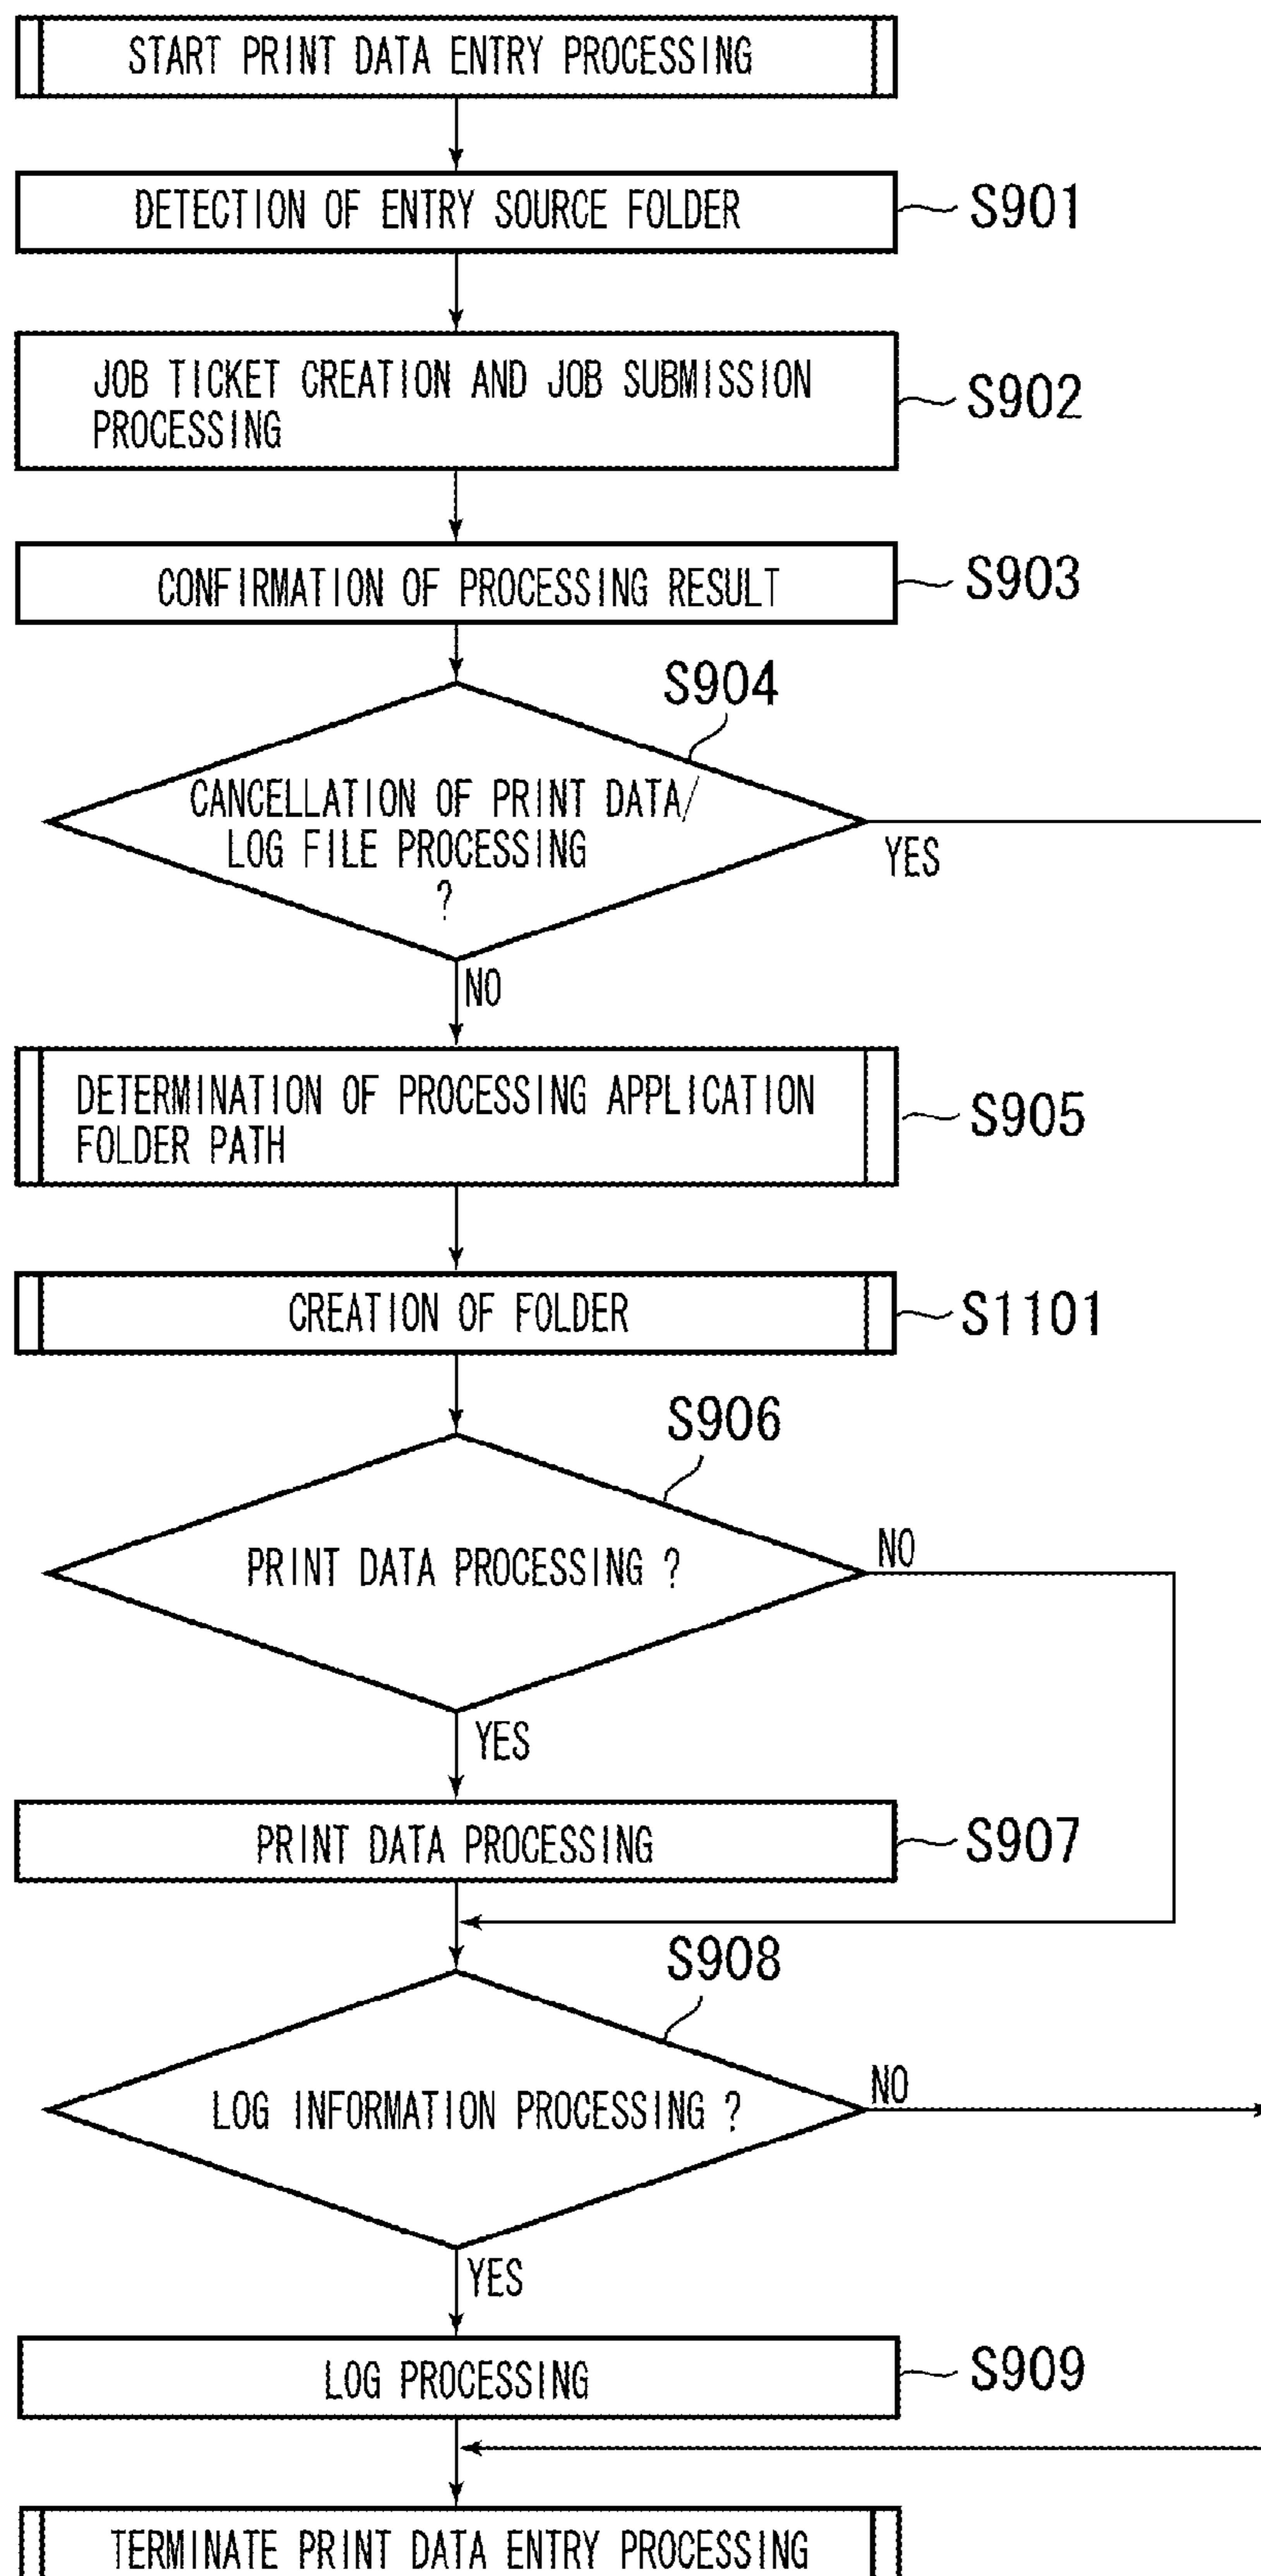 START PRINT DATA ENTRY PROCESSING
DETECTION OF ENTRY SOURCE FOLDER
S901
JOB TICKET CREATION AND JOB SUBMISSION
PROCESSING
S902
CONFIRMATION OF PROCESSING RESULT
S903
S904
CANCELLATION OF PRINT DATA/
LOG FILE PROCESSING
?
YES
NO
DETERMINATION OF PROCESSING APPLICATION
FOLDER PATH
S905
CREATION OF FOLDER
S1101
S906
PRINT DATA PROCESSING ?
NO
YES
PRINT DATA PROCESSING
S907
S908
LOG INFORMATION PROCESSING ?
NO
YES
LOG PROCESSING
S909
TERMINATE PRINT DATA ENTRY PROCESSING